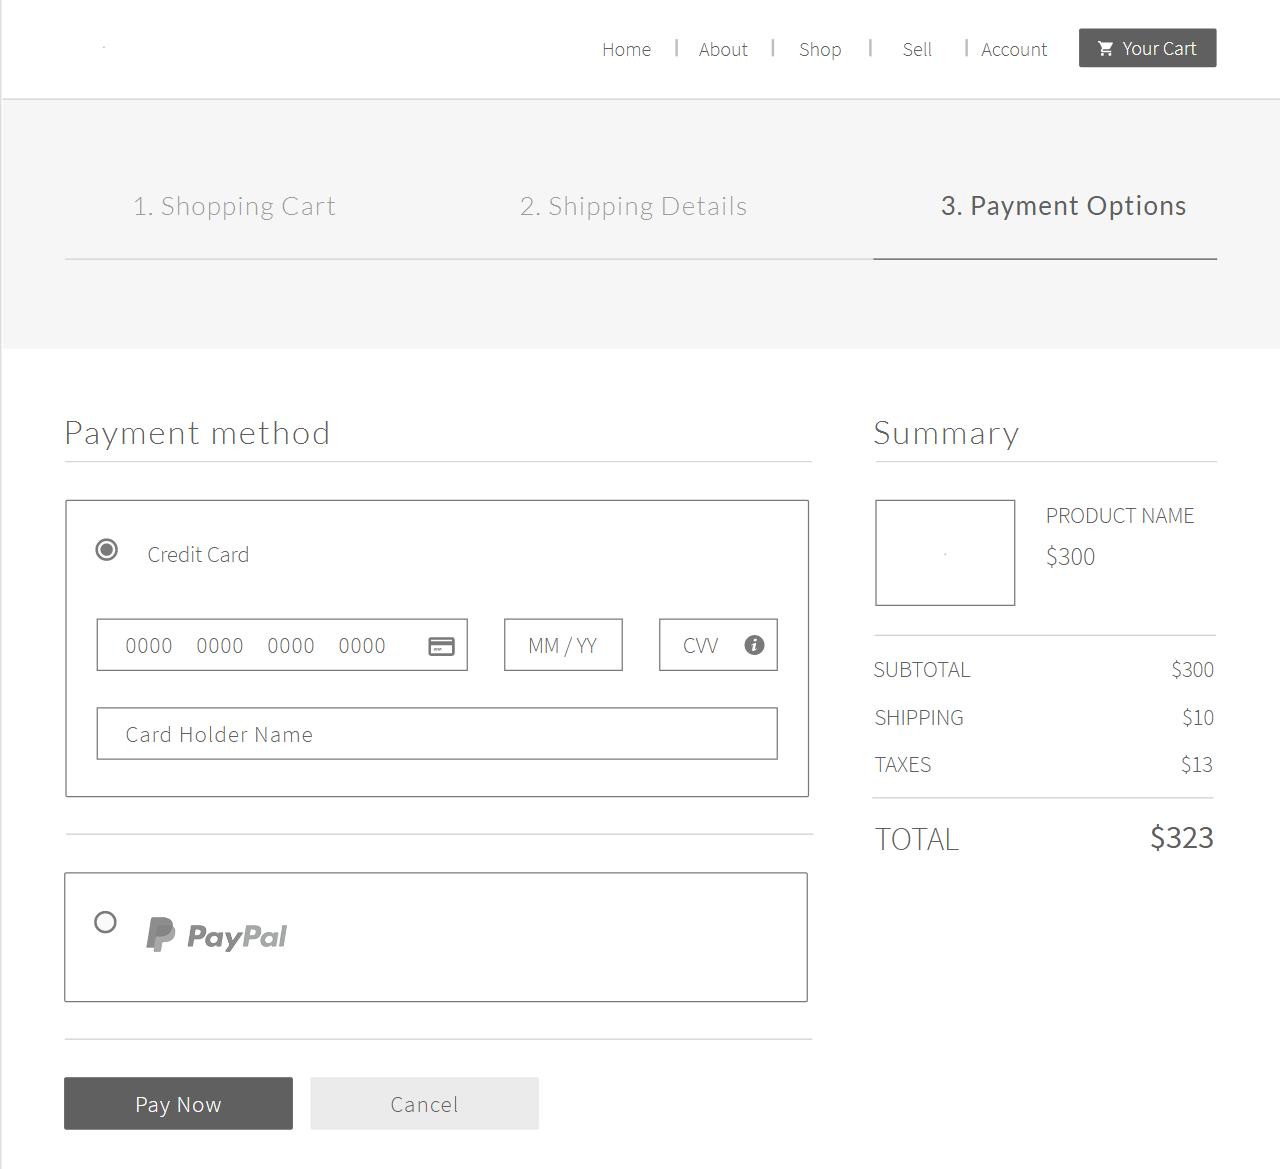 Home | About | Shop | Sell | Account Your Cart
1. Shopping Cart 2. Shipping Details 3. Payment Options
Payment method
Credit Card
0000 0000 0000 0000 MM / YY CVV
Card Holder Name
PayPal
Pay Now Cancel
Summary
PRODUCT NAME
$300
SUBTOTAL $300
SHIPPING $10
TAXES $13
TOTAL $323